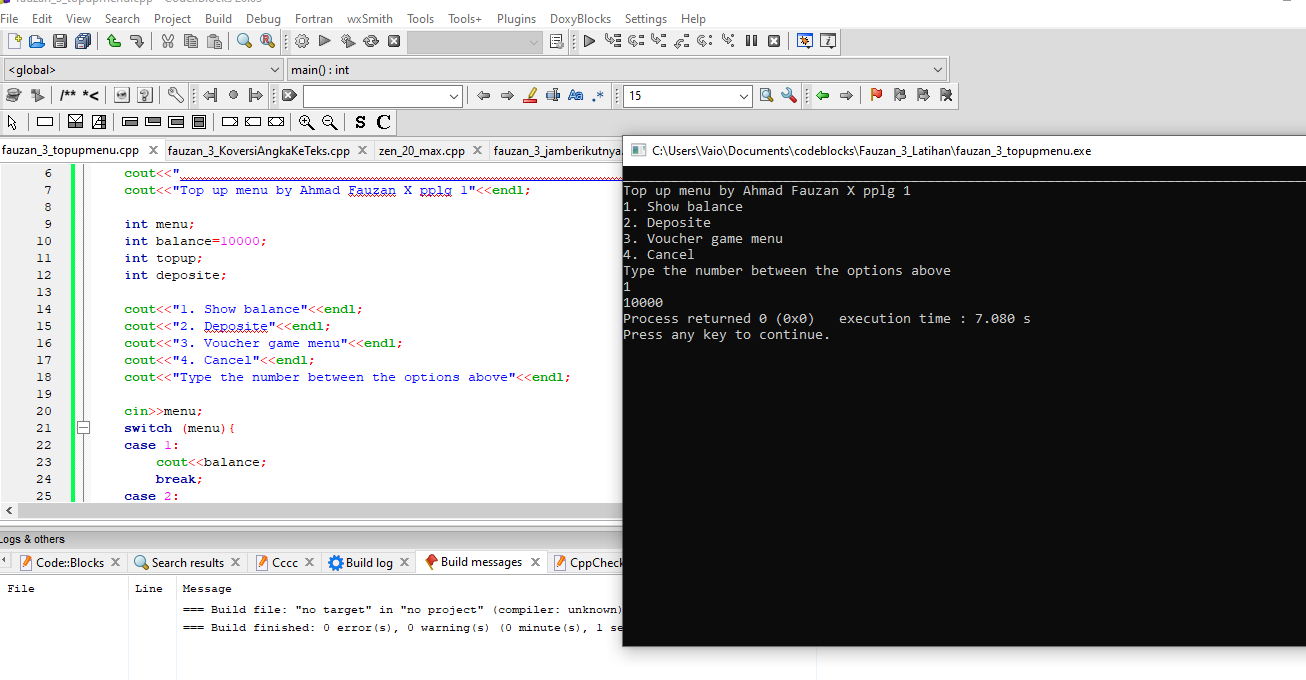 File Edit View Search Project Build Debug Fortran wxSmith Tools Tools+ Plugins DoxyBlocks Settings Help
<global> main() : int
/** *< 15
S C
fauzan_3_topupmenu.cpp fauzan_3_KoversiAngkaKeTeks.cpp zen_20_max.cpp fauzan_3_jamberikutnya.
6 cout<<"
7 cout<<"Top up menu by Ahmad Fauzan X pplg 1"<<endl;
8
9 int menu;
10 int balance=10000;
11 int topup;
12 int deposite;
13
14 cout<<"1. Show balance"<<endl;
15 cout<<"2. Deposite"<<endl;
16 cout<<"3. Voucher game menu"<<endl;
17 cout<<"4. Cancel"<<endl;
18 cout<<"Type the number between the options above"<<endl;
19
20 cin>>menu;
21 switch (menu){
22 case 1:
23 cout<<balance;
24 break;
25 case 2:
Logs & others
Code::Blocks Search results Cccc Build log Build messages CppCheck
File Line Message
=== Build file: "no target" in "no project" (compiler: unknown)
=== Build finished: 0 error(s), 0 warning(s) (0 minute(s), 1 se
C:\Users\Vaio\Documents\codeblocks\Fauzan_3_Latihan\fauzan_3_topupmenu.exe
Top up menu by Ahmad Fauzan X pplg 1
1. Show balance
2. Deposite
3. Voucher game menu
4. Cancel
Type the number between the options above
1
10000
Process returned 0 (0x0) execution time : 7.080 s
Press any key to continue.